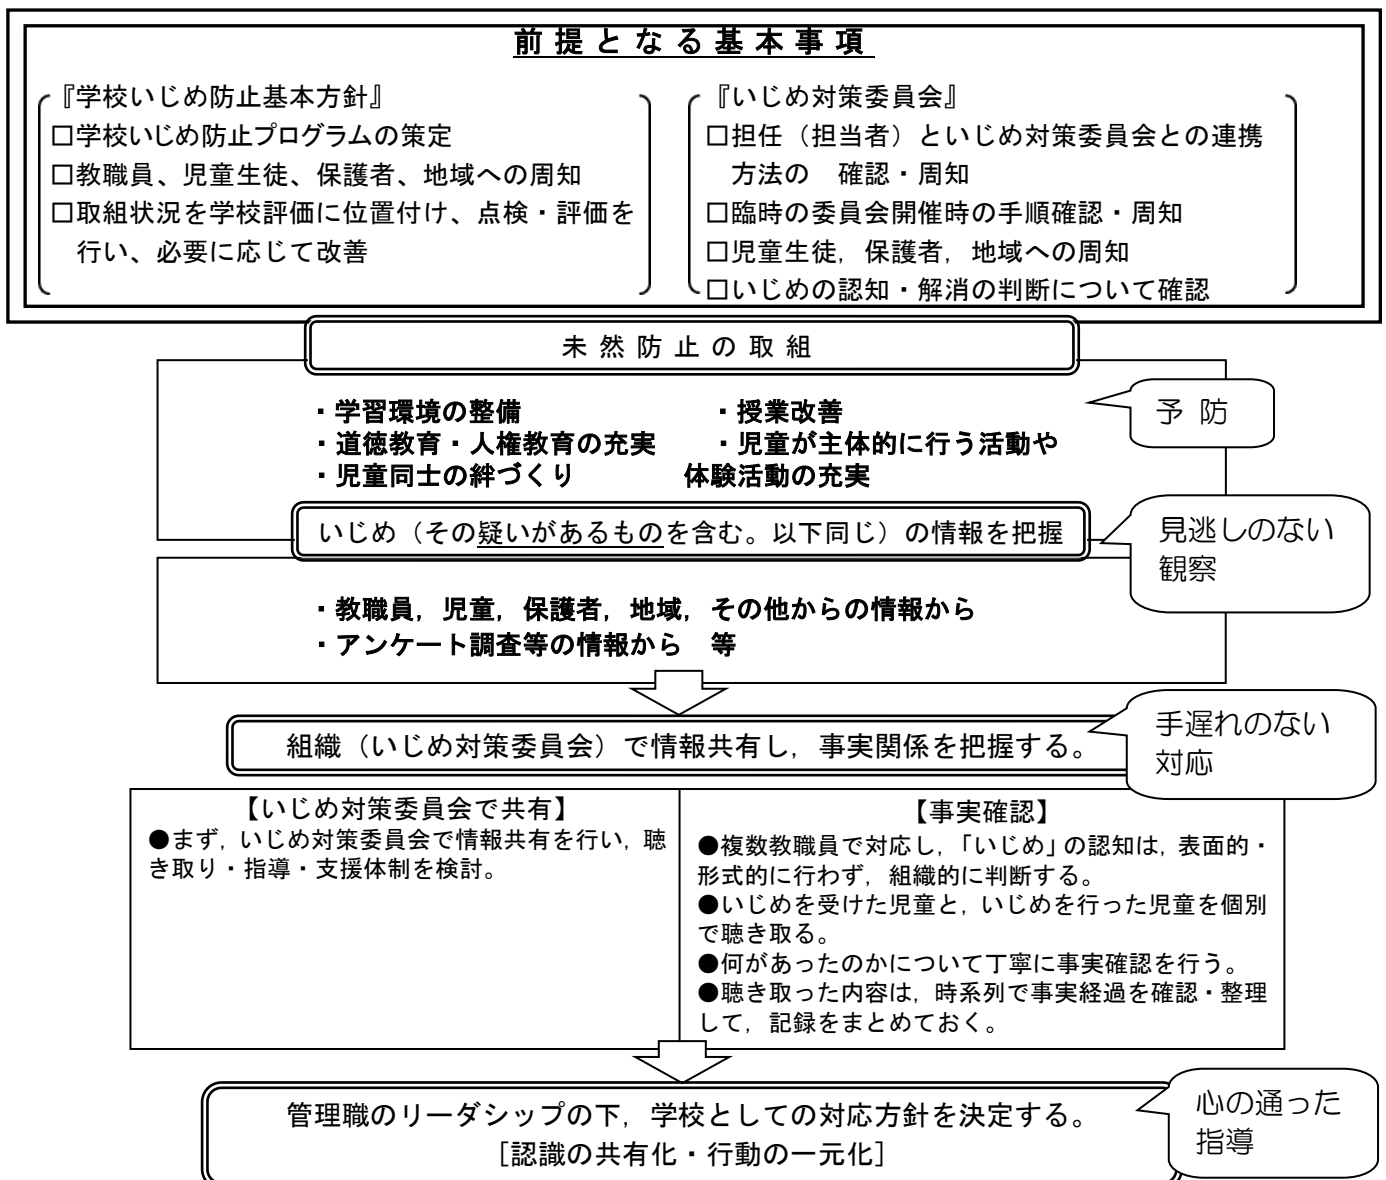 前提となる基本事項
『学校いじめ防止基本方針』
□学校いじめ防止プログラムの策定
□教職員、児童生徒、保護者、地域への周知
□取組状況を学校評価に位置付け、点検・評価を
行い、必要に応じて改善
『いじめ対策委員会』
□担任（担当者）といじめ対策委員会との連携
方法の　確認・周知
□臨時の委員会開催時の手順確認・周知
□児童生徒，保護者，地域への周知
□いじめの認知・解消の判断について確認
未然防止の取組
予防
・学習環境の整備　・授業改善
・道徳教育・人権教育の充実　・児童が主体的に行う活動や
・児童同士の絆づくり　体験活動の充実
いじめ（その疑いがあるものを含む。以下同じ）の情報を把握
見逃しのない
観察
・教職員，児童，保護者，地域，その他からの情報から
・アンケート調査等の情報から　等
組織（いじめ対策委員会）で情報共有し，事実関係を把握する。
手遅れのない
対応
【いじめ対策委員会で共有】
●まず，いじめ対策委員会で情報共有を行い，聴
き取り・指導・支援体制を検討。
【事実確認】
●複数教職員で対応し，「いじめ」の認知は，表面的・
形式的に行わず，組織的に判断する。
●いじめを受けた児童と，いじめを行った児童を個別
で聴き取る。
●何があったのかについて丁寧に事実確認を行う。
●聴き取った内容は，時系列で事実経過を確認・整理
して，記録をまとめておく。
管理職のリーダシップの下，学校としての対応方針を決定する。
［認識の共有化・行動の一元化］
心の通った
指導